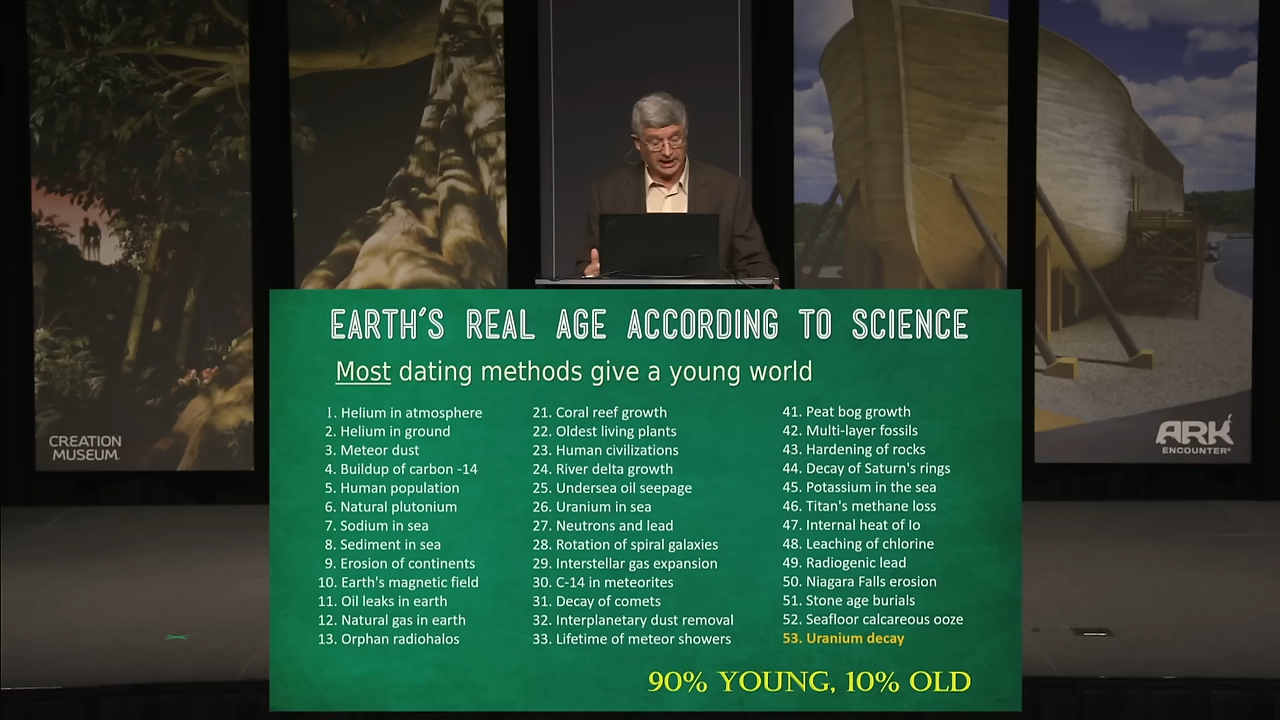 EARTH'S REAL AGE ACCORDING TO SCIENCE
Most dating methods give a young world
1. Helium in atmosphere
2. Helium in ground
3. Meteor dust
4. Buildup of carbon -14
5. Human population
6. Natural plutonium
7. Sodium in sea
8. Sediment in sea
9. Erosion of continents
10. Earth's magnetic field
11. Oil leaks in earth
12. Natural gas in earth
13. Orphan radiohalos
21. Coral reef growth
22. Oldest living plants
23. Human civilizations
24. River delta growth
25. Undersea oil seepage
26. Uranium in sea
27. Neutrons and lead
28. Rotation of spiral galaxies
29. Interstellar gas expansion
30. C-14 in meteorites
31. Decay of comets
32. Interplanetary dust removal
33. Lifetime of meteor showers
41. Peat bog growth
42. Multi-layer fossils
43. Hardening of rocks
44. Decay of Saturn's rings
45. Potassium in the sea
46. Titan's methane loss
47. Internal heat of Io
48. Leaching of chlorine
49. Radiogenic lead
50. Niagara Falls erosion
51. Stone age burials
52. Seafloor calcareous ooze
53. Uranium decay
90% YOUNG, 10% OLD
CREATION
MUSEUM.
ARK
ENCOUNTER®